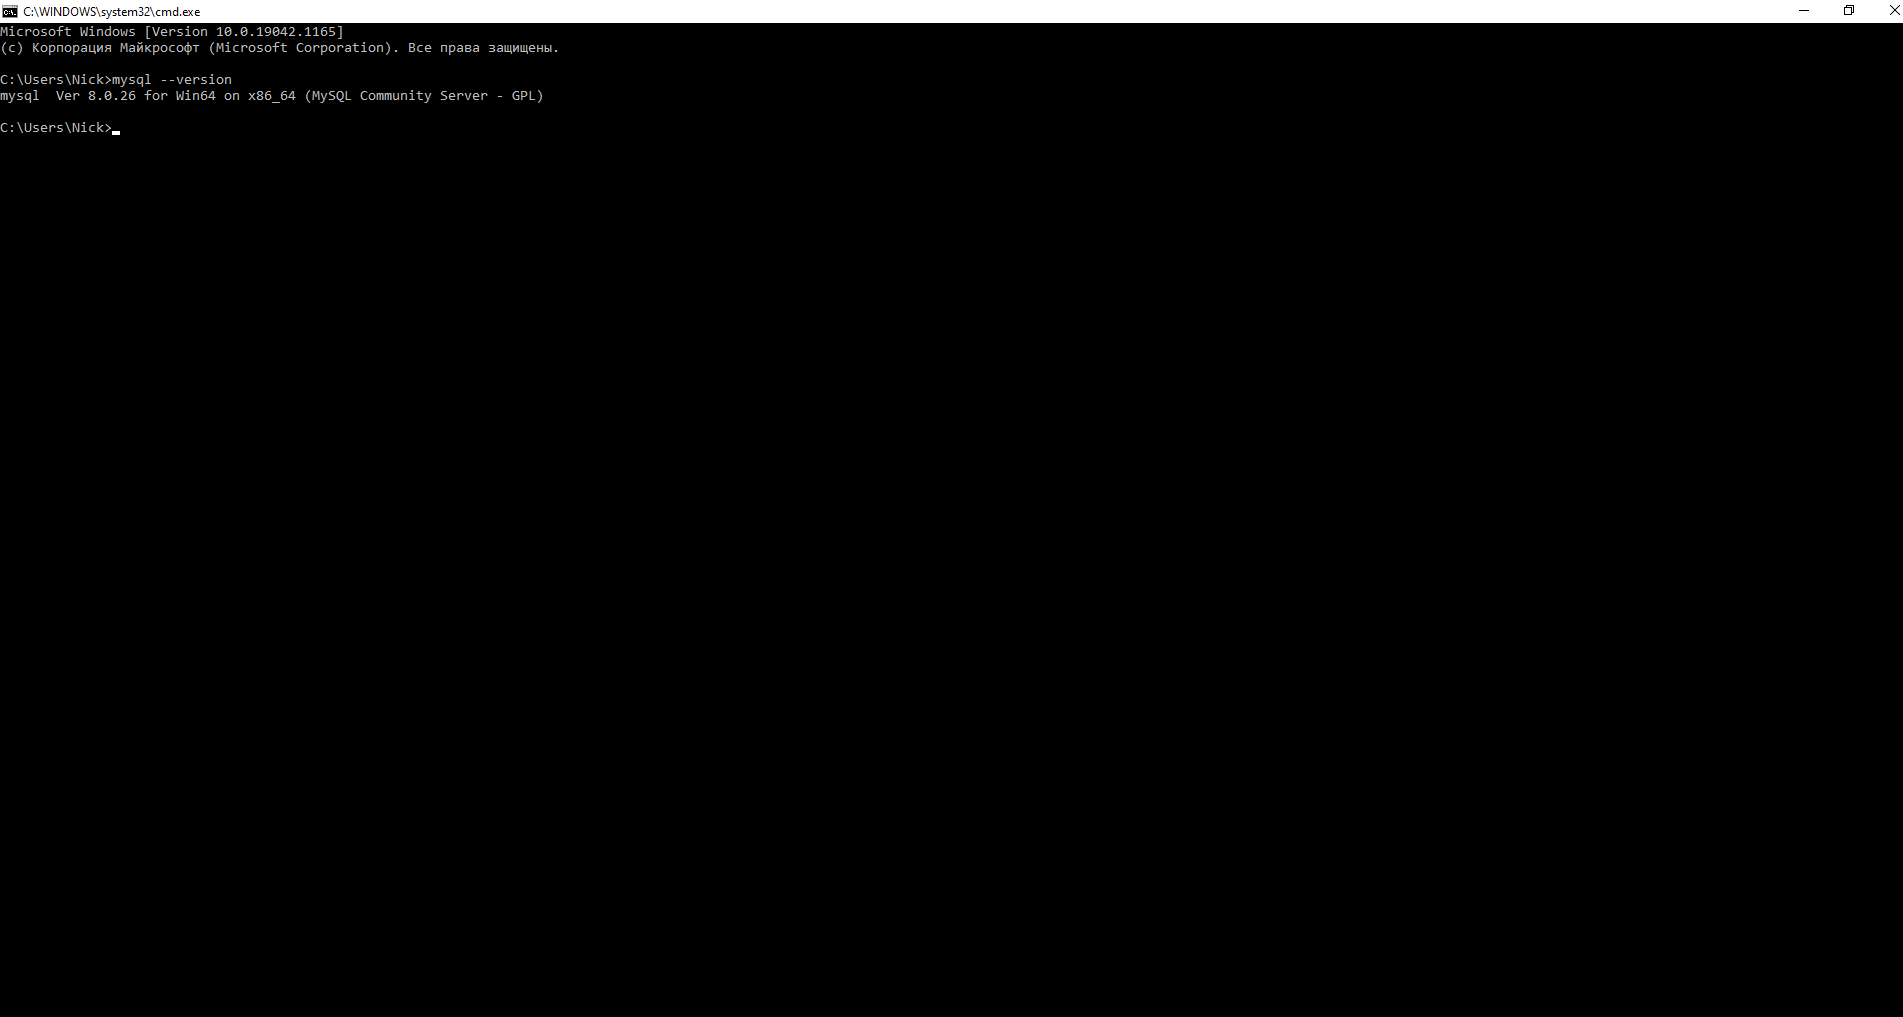 C:\WINDOWS\system32\cmd.exe
Microsoft Windows [Version 10.0.19042.1165]
(c) Корпорация Майкрософт (Microsoft Corporation). Все права защищены.
C:\Users\Nick>mysql --version
mysql  Ver 8.0.26 for Win64 on x86_64 (MySQL Community Server - GPL)
C:\Users\Nick>